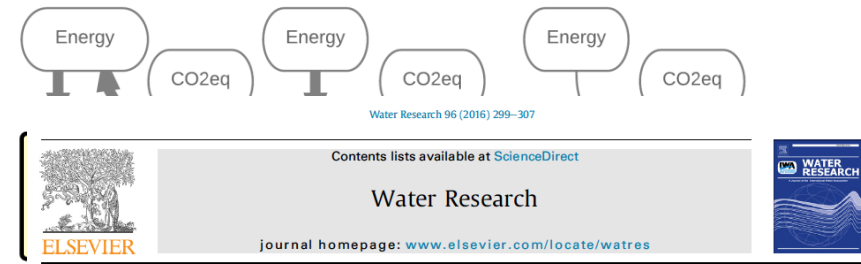 Energy Energy Energy
CO2eq CO2eq CO2eq
Water Research 96 (2016) 299–307
Contents lists available at ScienceDirect
Water Research
journal homepage: www.elsevier.com/locate/watres
ELSEVIER
IWA WATER
RESEARCH